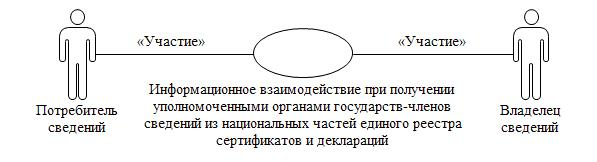 «Участие»
«Участие»
Информационное взаимодействие при получении
уполномоченными органами государств-членов
сведений из национальных частей единого реестра
сертификатов и деклараций
Потребитель
сведений
Владелец
сведений